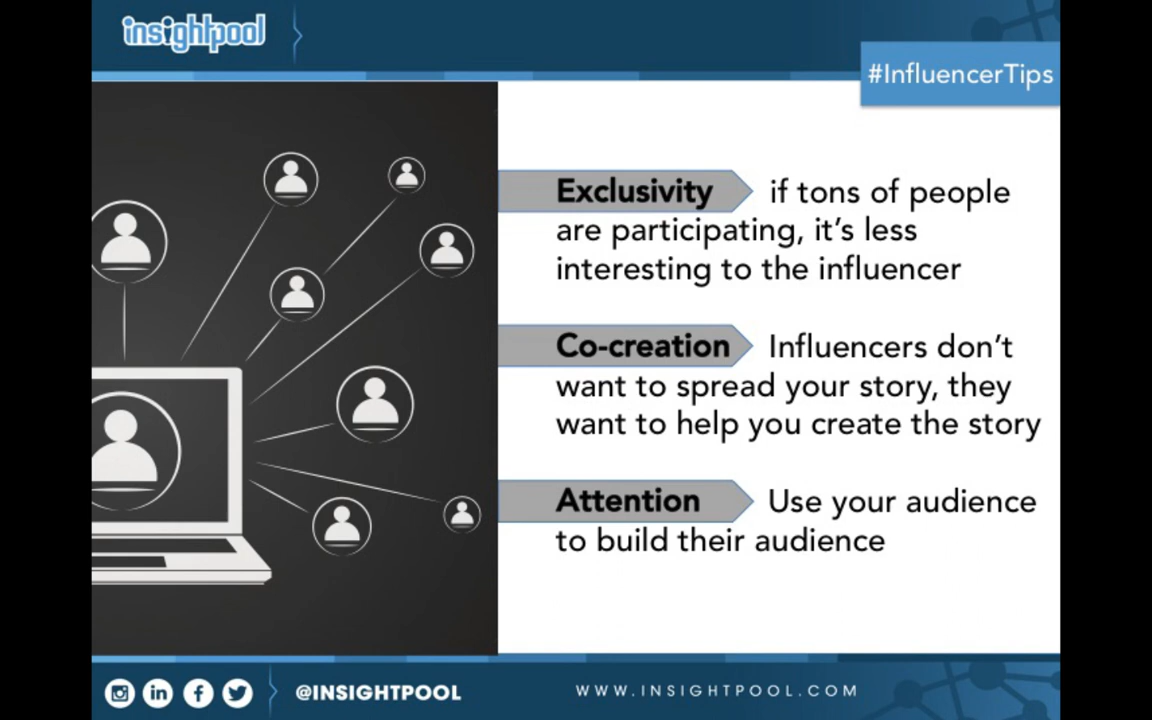 insightpool
#InfluencerTips
Exclusivity if tons of people
are participating, it's less
interesting to the influencer
Co-creation Influencers don't
want to spread your story, they
want to help you create the story
Attention Use your audience
to build their audience
@INSIGHTPOOL
WWW.INSIGHTPOOL.COM